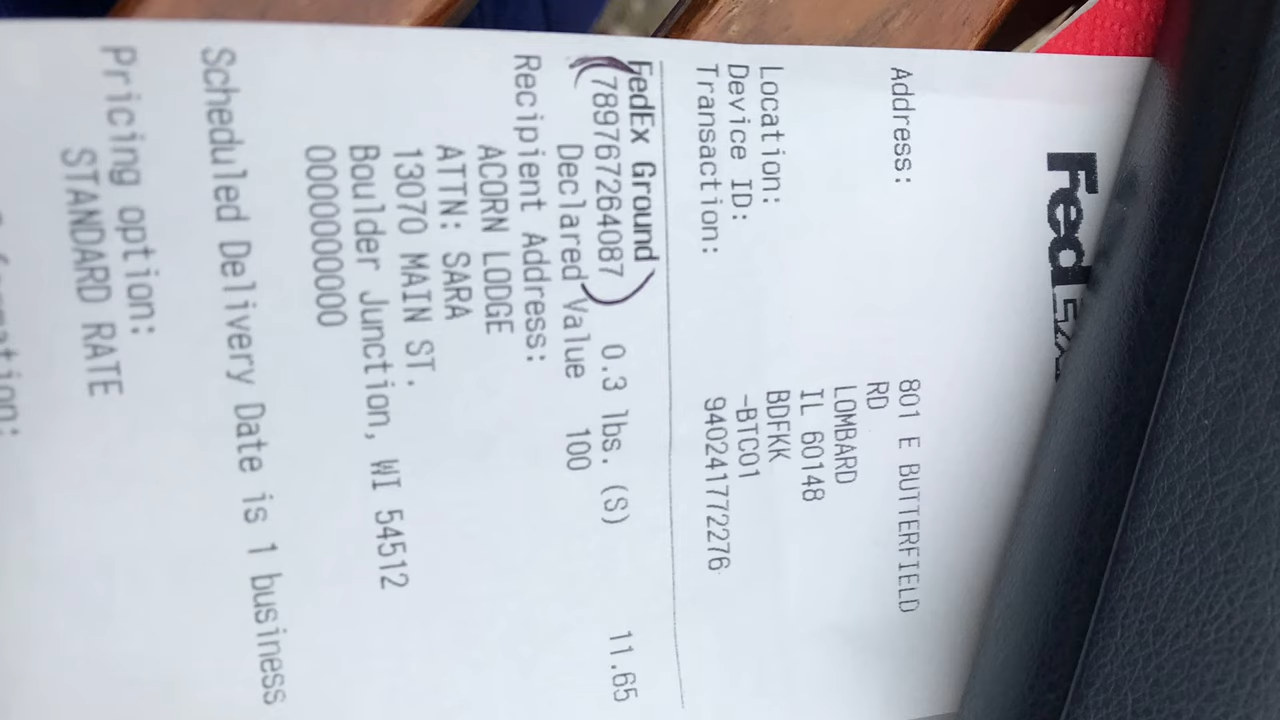 FedEx
Address: 801 E BUTTERFIELD
RD
LOMBARD
IL 60148
Location: BDFKK
Device ID: -BTC01
Transaction: 940241772276
FedEx Ground
(789767264087) 0.3 lbs. (S) 11.65
Declared Value 100
Recipient Address:
ACORN LODGE
ATTN: SARA
13070 MAIN ST.
Boulder Junction, WI 54512
0000000000
Scheduled Delivery Date is 1 business
Pricing option:
STANDARD RATE